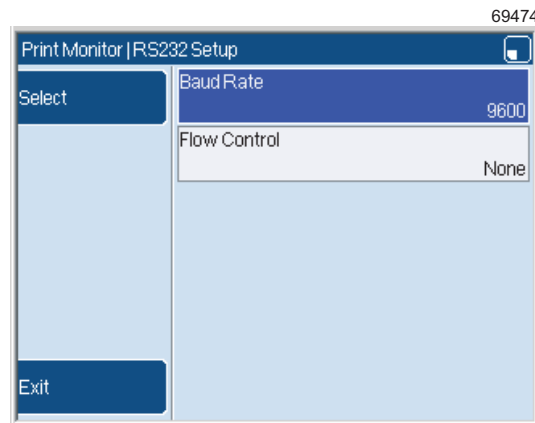 69474
Print Monitor | RS232 Setup
Select
Baud Rate
9600
Flow Control
None
Exit